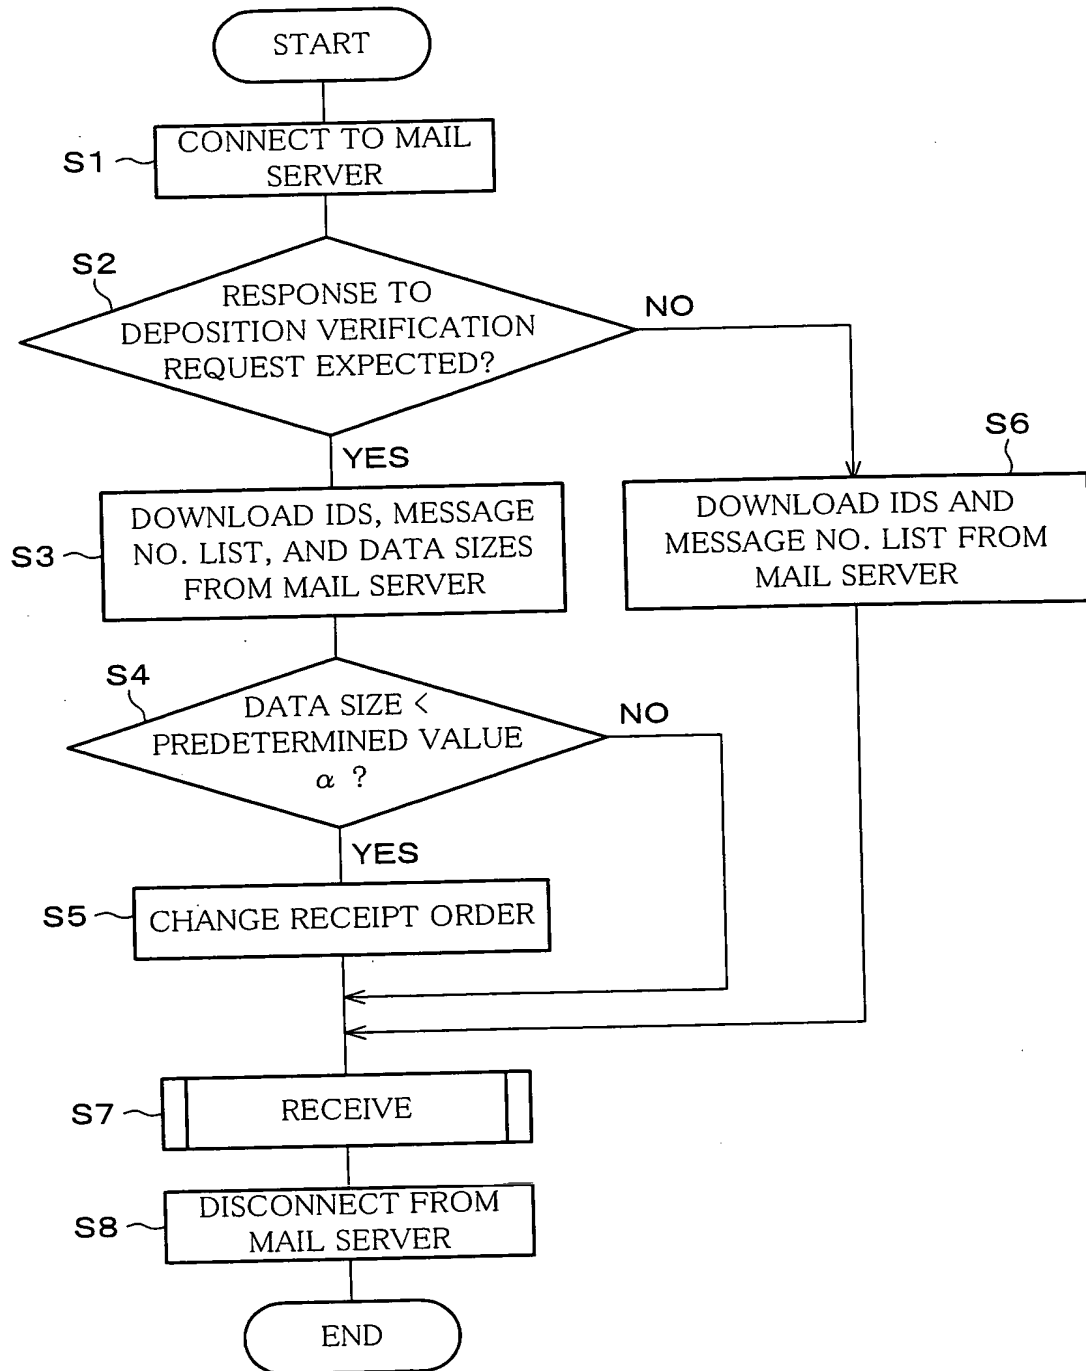 START
S1
CONNECT TO MAIL
SERVER
S2
RESPONSE TO
DEPOSITION VERIFICATION
REQUEST EXPECTED?
NO
YES
S6
S3
DOWNLOAD IDS, MESSAGE
NO. LIST, AND DATA SIZES
FROM MAIL SERVER
DOWNLOAD IDS AND
MESSAGE NO. LIST FROM
MAIL SERVER
S4
DATA SIZE <
PREDETERMINED VALUE
α ?
NO
YES
S5
CHANGE RECEIPT ORDER
S7
RECEIVE
S8
DISCONNECT FROM
MAIL SERVER
END